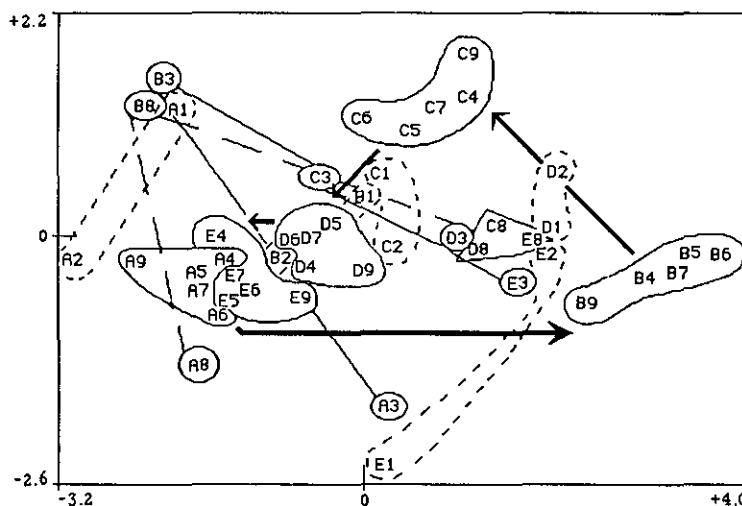 +2.2
C9
B3
B8 A1 C6 C7 C4
C5
C3 C1 D2
B1
D5 C8 D1
0 E4 D6 D7 C2 D3 D8 E8
A2 A9 A4 B2 D4 D9 E2 B5 B6
A5 E7 E3 B4 B7
A7 E6 E9 B9
E5
A6
A8
A3
E1
-2.6
-3.2 0 +4.0